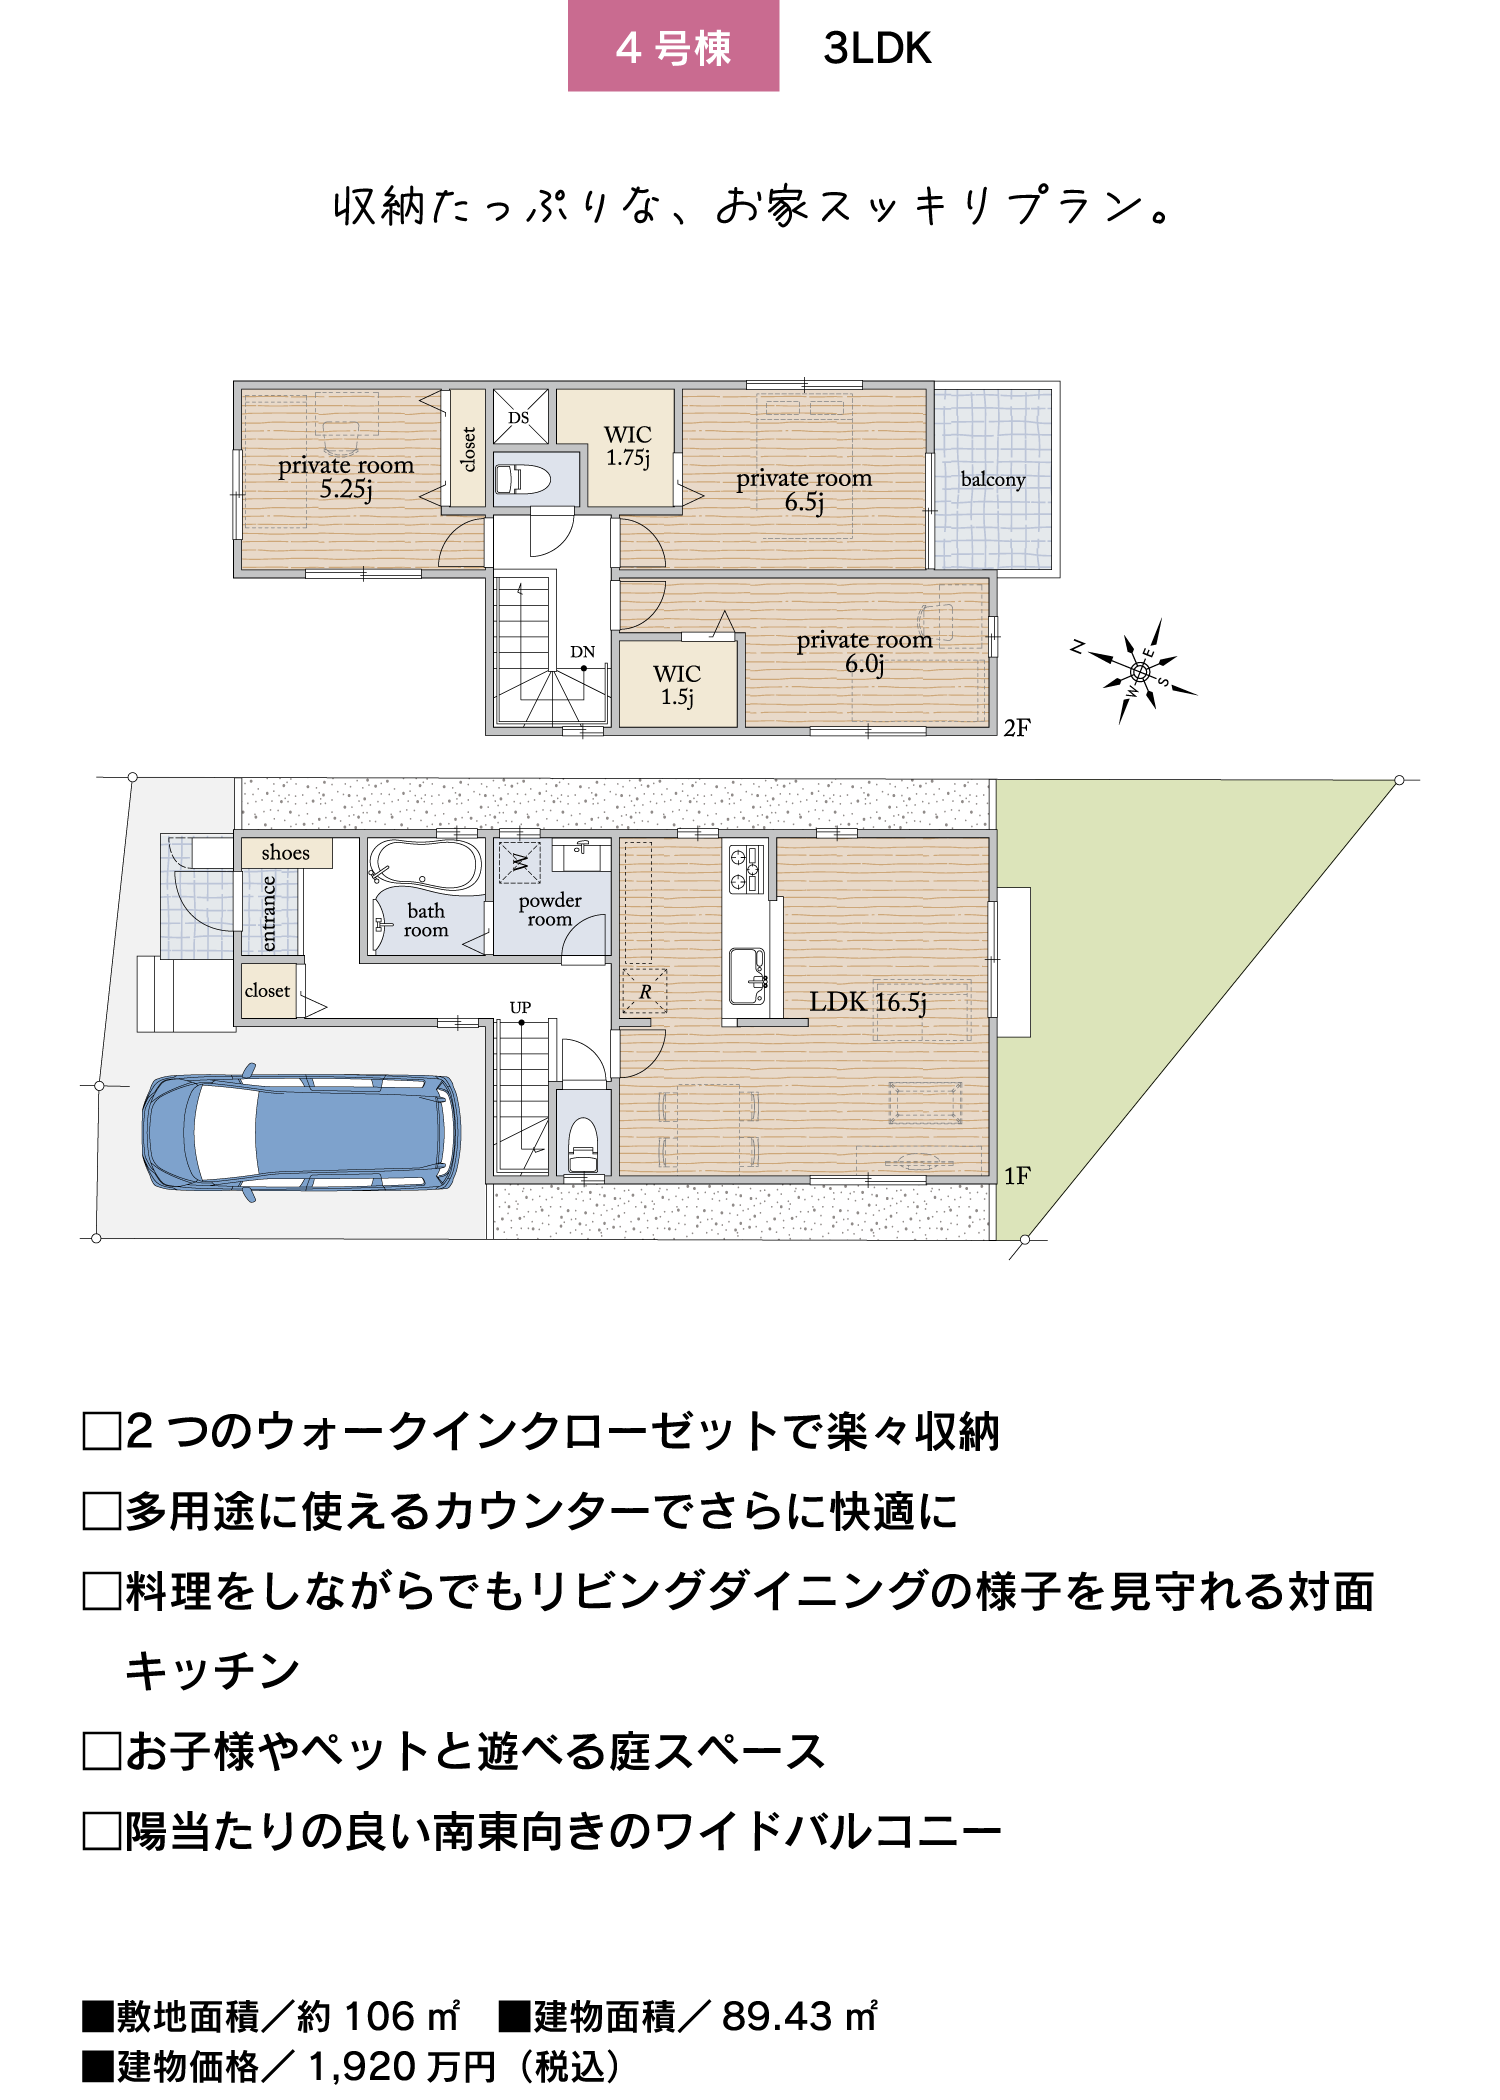 4 号棟 3LDK
収納たっぷりな、お家スッキリプラン。
private room
5.25j
closet
DS
WIC
1.75j
private room
6.5j
balcony
DN
WIC
1.5j
private room
6.0j
2F
N
E
W
S
shoes
entrance
closet
bath
room
W
powder
room
UP
R
LDK 16.5j
1F
□2 つのウォークインクローゼットで楽々収納
□多用途に使えるカウンターでさらに快適に
□料理をしながらでもリビングダイニングの様子を見守れる対面
キッチン
□お子様やペットと遊べる庭スペース
□陽当たりの良い南東向きのワイドバルコニー
■敷地面積／約 106 ㎡ ■建物面積／ 89.43 ㎡
■建物価格／ 1,920 万円（税込）